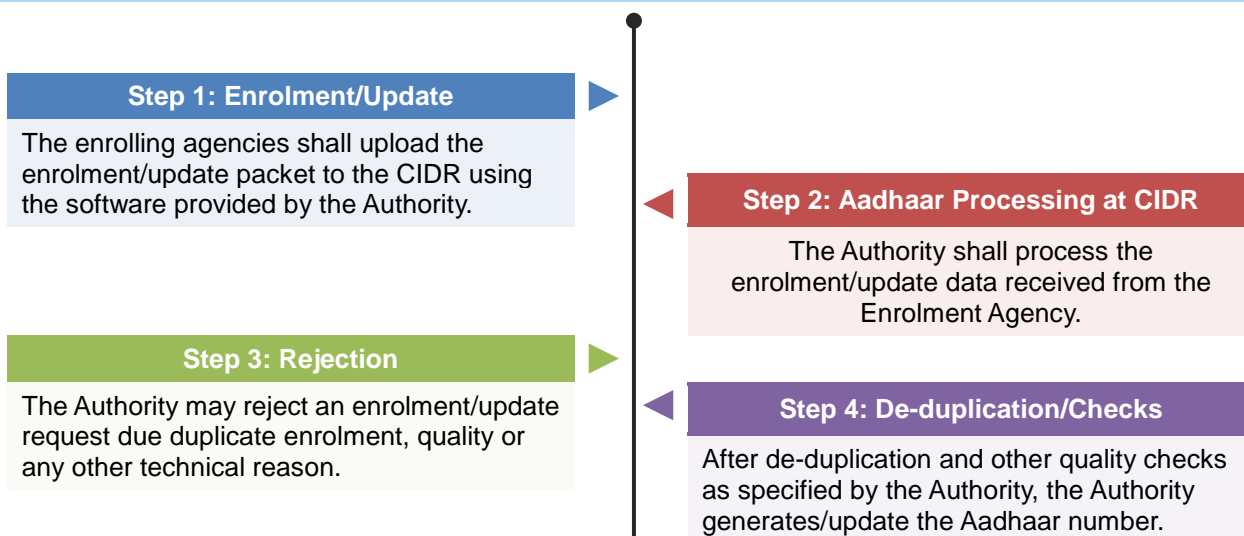 Step 1: Enrolment/Update
The enrolling agencies shall upload the
enrolment/update packet to the CIDR using
the software provided by the Authority.
Step 2: Aadhaar Processing at CIDR
The Authority shall process the
enrolment/update data received from the
Enrolment Agency.
Step 3: Rejection
The Authority may reject an enrolment/update
request due duplicate enrolment, quality or
any other technical reason.
Step 4: De-duplication/Checks
After de-duplication and other quality checks
as specified by the Authority, the Authority
generates/update the Aadhaar number.